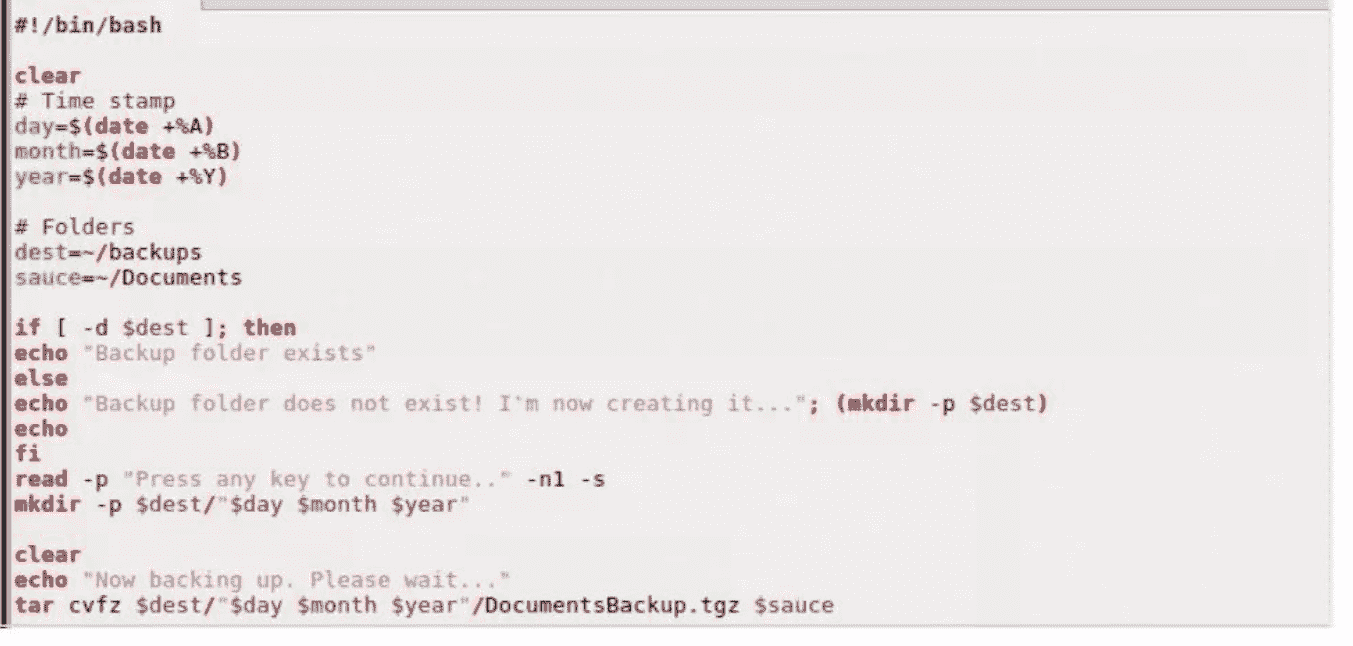 #!/bin/bash
clear
# Time stamp
day=$(date +%A)
month=$(date +%B)
year=$(date +%Y)
# Folders
dest=~/backups
sauce=~/Documents
if [ -d $dest ]; then
echo "Backup folder exists"
else
echo "Backup folder does not exist! I'm now creating it..."; (mkdir -p $dest)
echo
fi
read -p "Press any key to continue.." -n1 -s
mkdir -p $dest/"$day $month $year"
clear
echo "Now backing up. Please wait..."
tar cvfz $dest/"$day $month $year"/DocumentsBackup.tgz $sauce